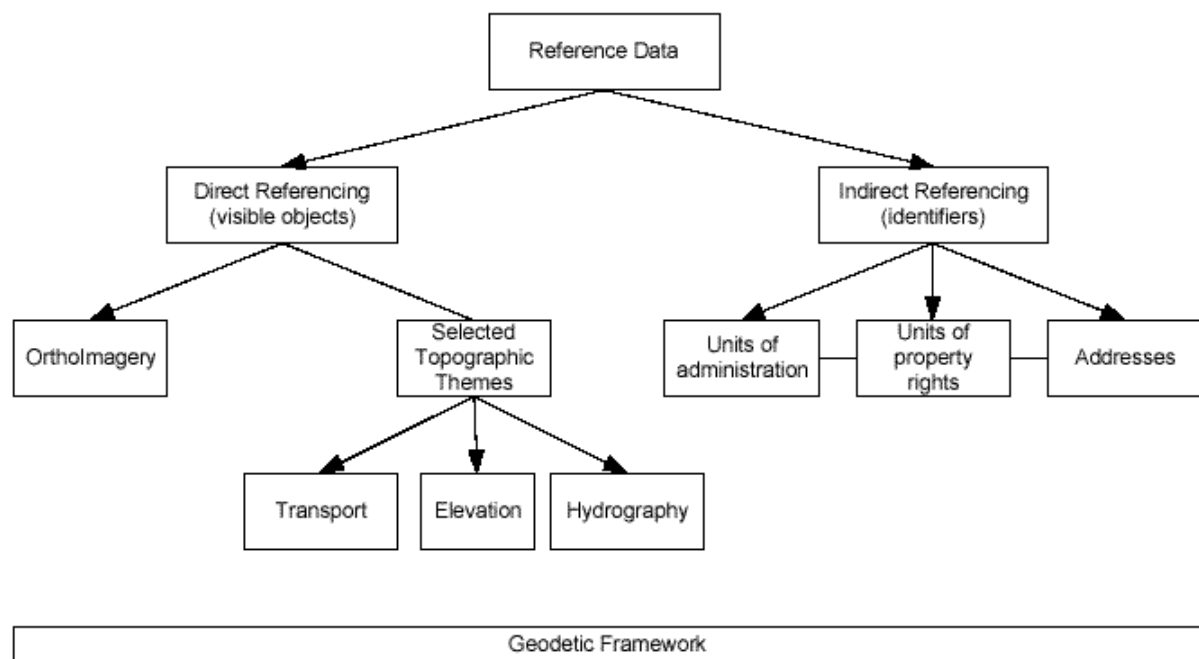 Reference Data
Direct Referencing
(visible objects)
Indirect Referencing
(identifiers)
OrthoImagery
Selected
Topographic
Themes
Units of
administration
Units of
property
rights
Addresses
Transport
Elevation
Hydrography
Geodetic Framework